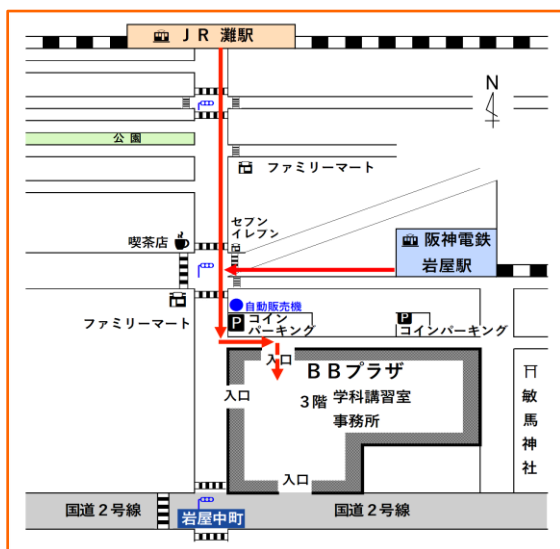 JR 灘駅
N
公園
ファミリーマート
セブン
イレブン
喫茶店
阪神電鉄
岩屋駅
自動販売機
ファミリーマート
P コイン
パーキング
P
コインパーキング
入口
BBプラザ
3階 学科講習室
事務所
入口
敏馬神社
入口
国道2号線
国道2号線
岩屋中町